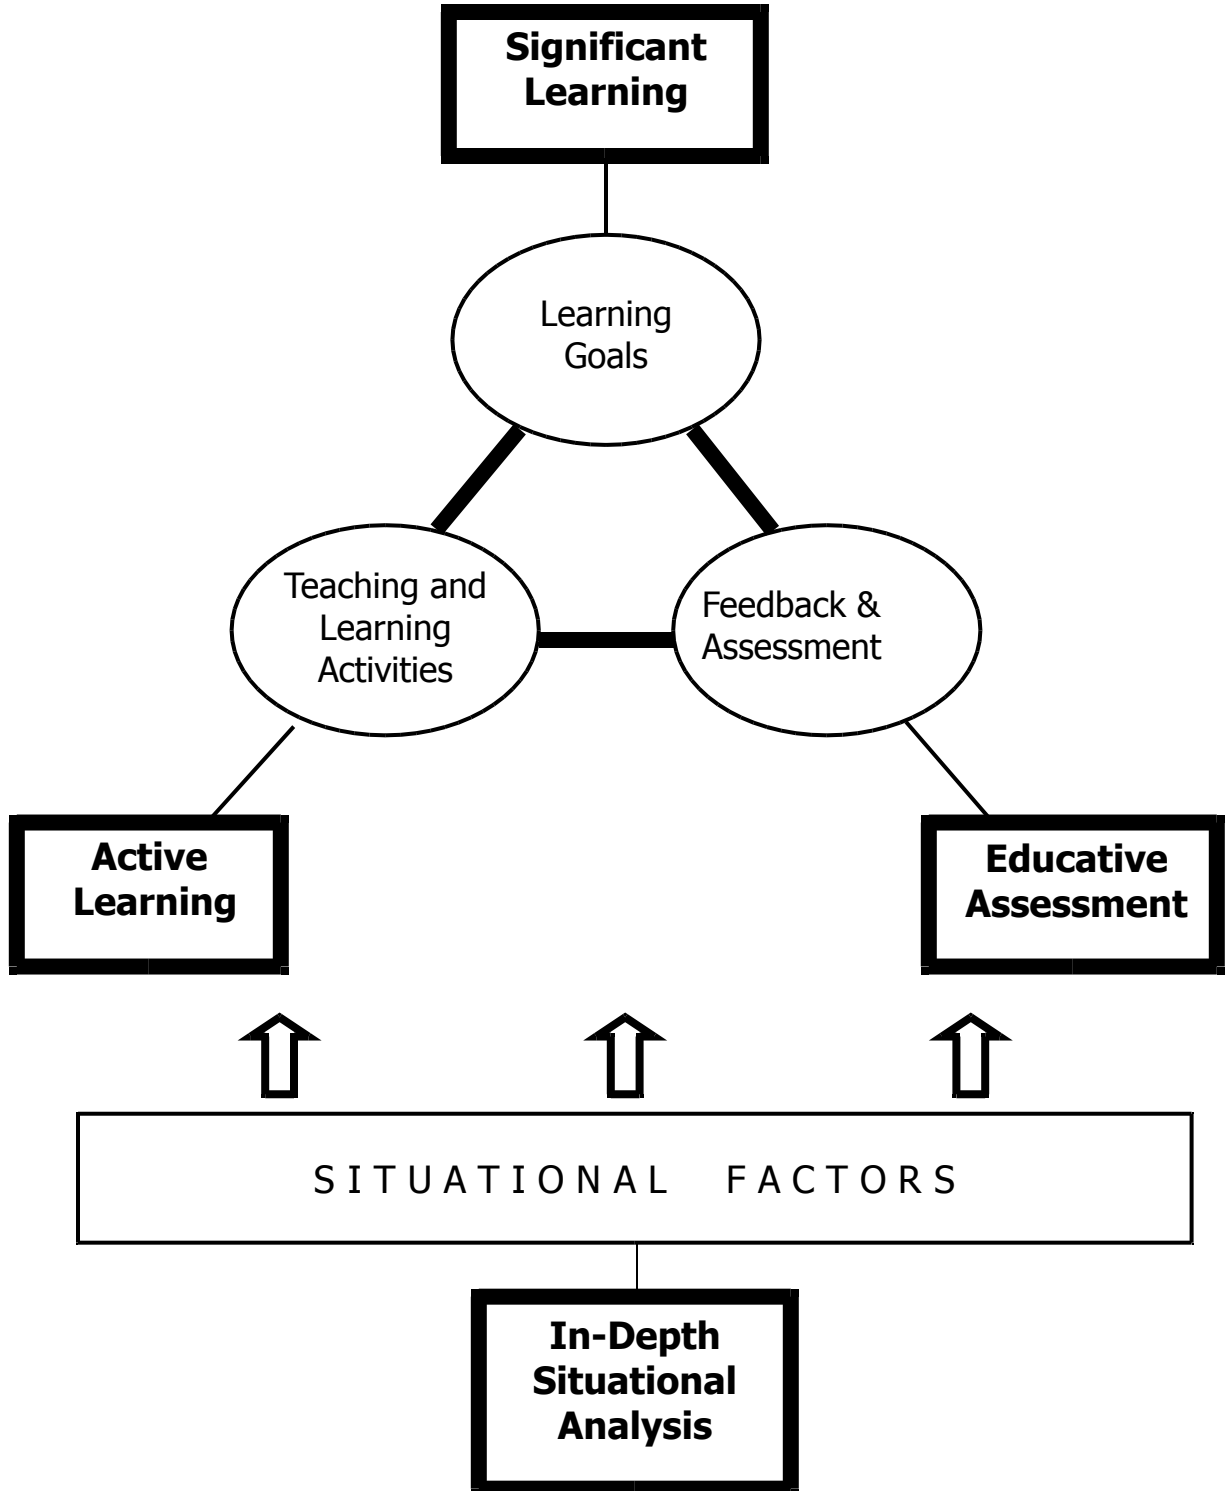 Significant
Learning
Learning
Goals
Teaching and
Learning
Activities
Feedback &
Assessment
Active
Learning
Educative
Assessment
SITUATIONAL FACTORS
In-Depth
Situational
Analysis